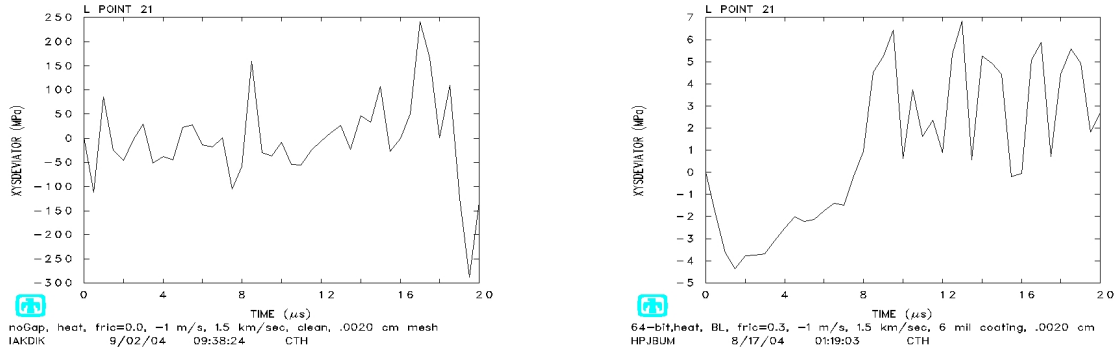 L POINT 21
250
200
150
100
50
0
-50
-100
-150
-200
-250
-300
XYSDEVIATOR (MPa)
0 4 8 12 16 20
TIME (μs)
noGap, heat, fric=0.0, -1 m/s, 1.5 km/sec, clean, .0020 cm mesh
IAKDIK 9/02/04 09:38:24 CTH
L POINT 21
7
6
5
4
3
2
1
0
-1
-2
-3
-4
-5
XYSDEVIATOR (MPa)
0 4 8 12 16 20
TIME (μs)
64-bit,heat, BL, fric=0.3, -1 m/s, 1.5 km/sec, 6 mil coating, .0020 cm
HPJBUM 8/17/04 01:19:03 CTH